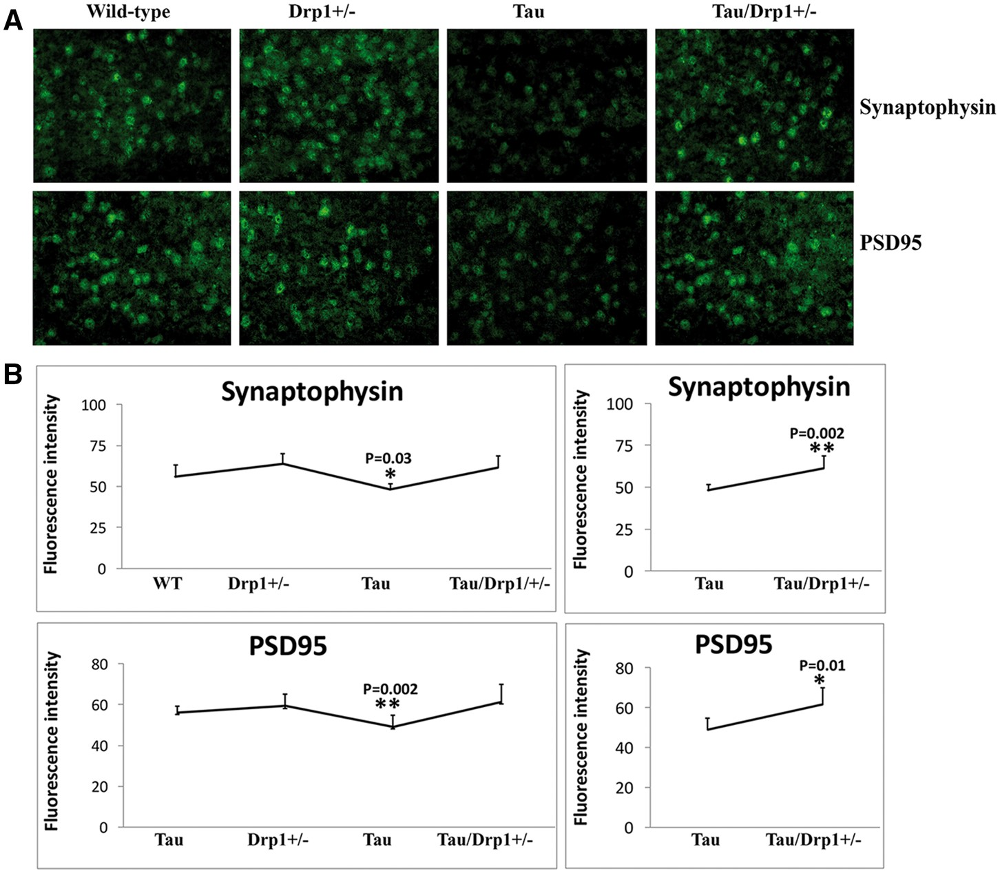 A
Wild-type Drp1+/- Tau Tau/Drp1+/-
Synaptophysin
PSD95
B
Synaptophysin
Fluorescence intensity
100
75
50
25
0
P=0.03
*
WT Drp1+/- Tau Tau/Drp1/+/-
Synaptophysin
Fluorescence intensity
100
75
50
25
0
P=0.002
**
Tau Tau/Drp1+/-
PSD95
Fluorescence intensity
80
60
40
20
0
P=0.002
**
Tau Drp1+/- Tau Tau/Drp1+/-
PSD95
Fluorescence intensity
80
60
40
20
0
P=0.01
*
Tau Tau/Drp1+/-